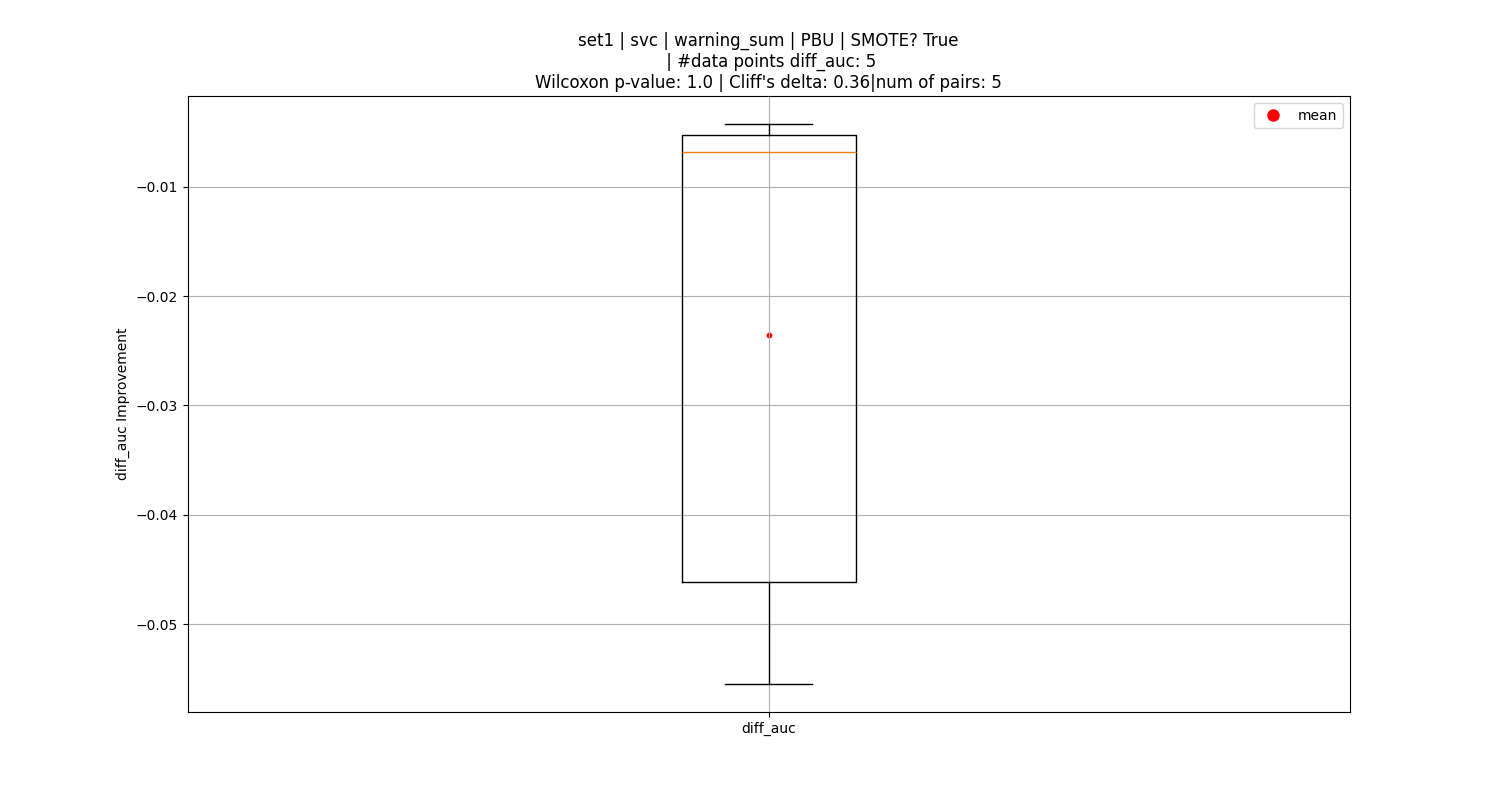 set1 | svc | warning_sum | PBU | SMOTE? True
| #data points diff_auc: 5
Wilcoxon p-value: 1.0 | Cliff's delta: 0.36|num of pairs: 5
mean
−0.01
−0.02
−0.03
−0.04
−0.05
diff_auc Improvement
diff_auc